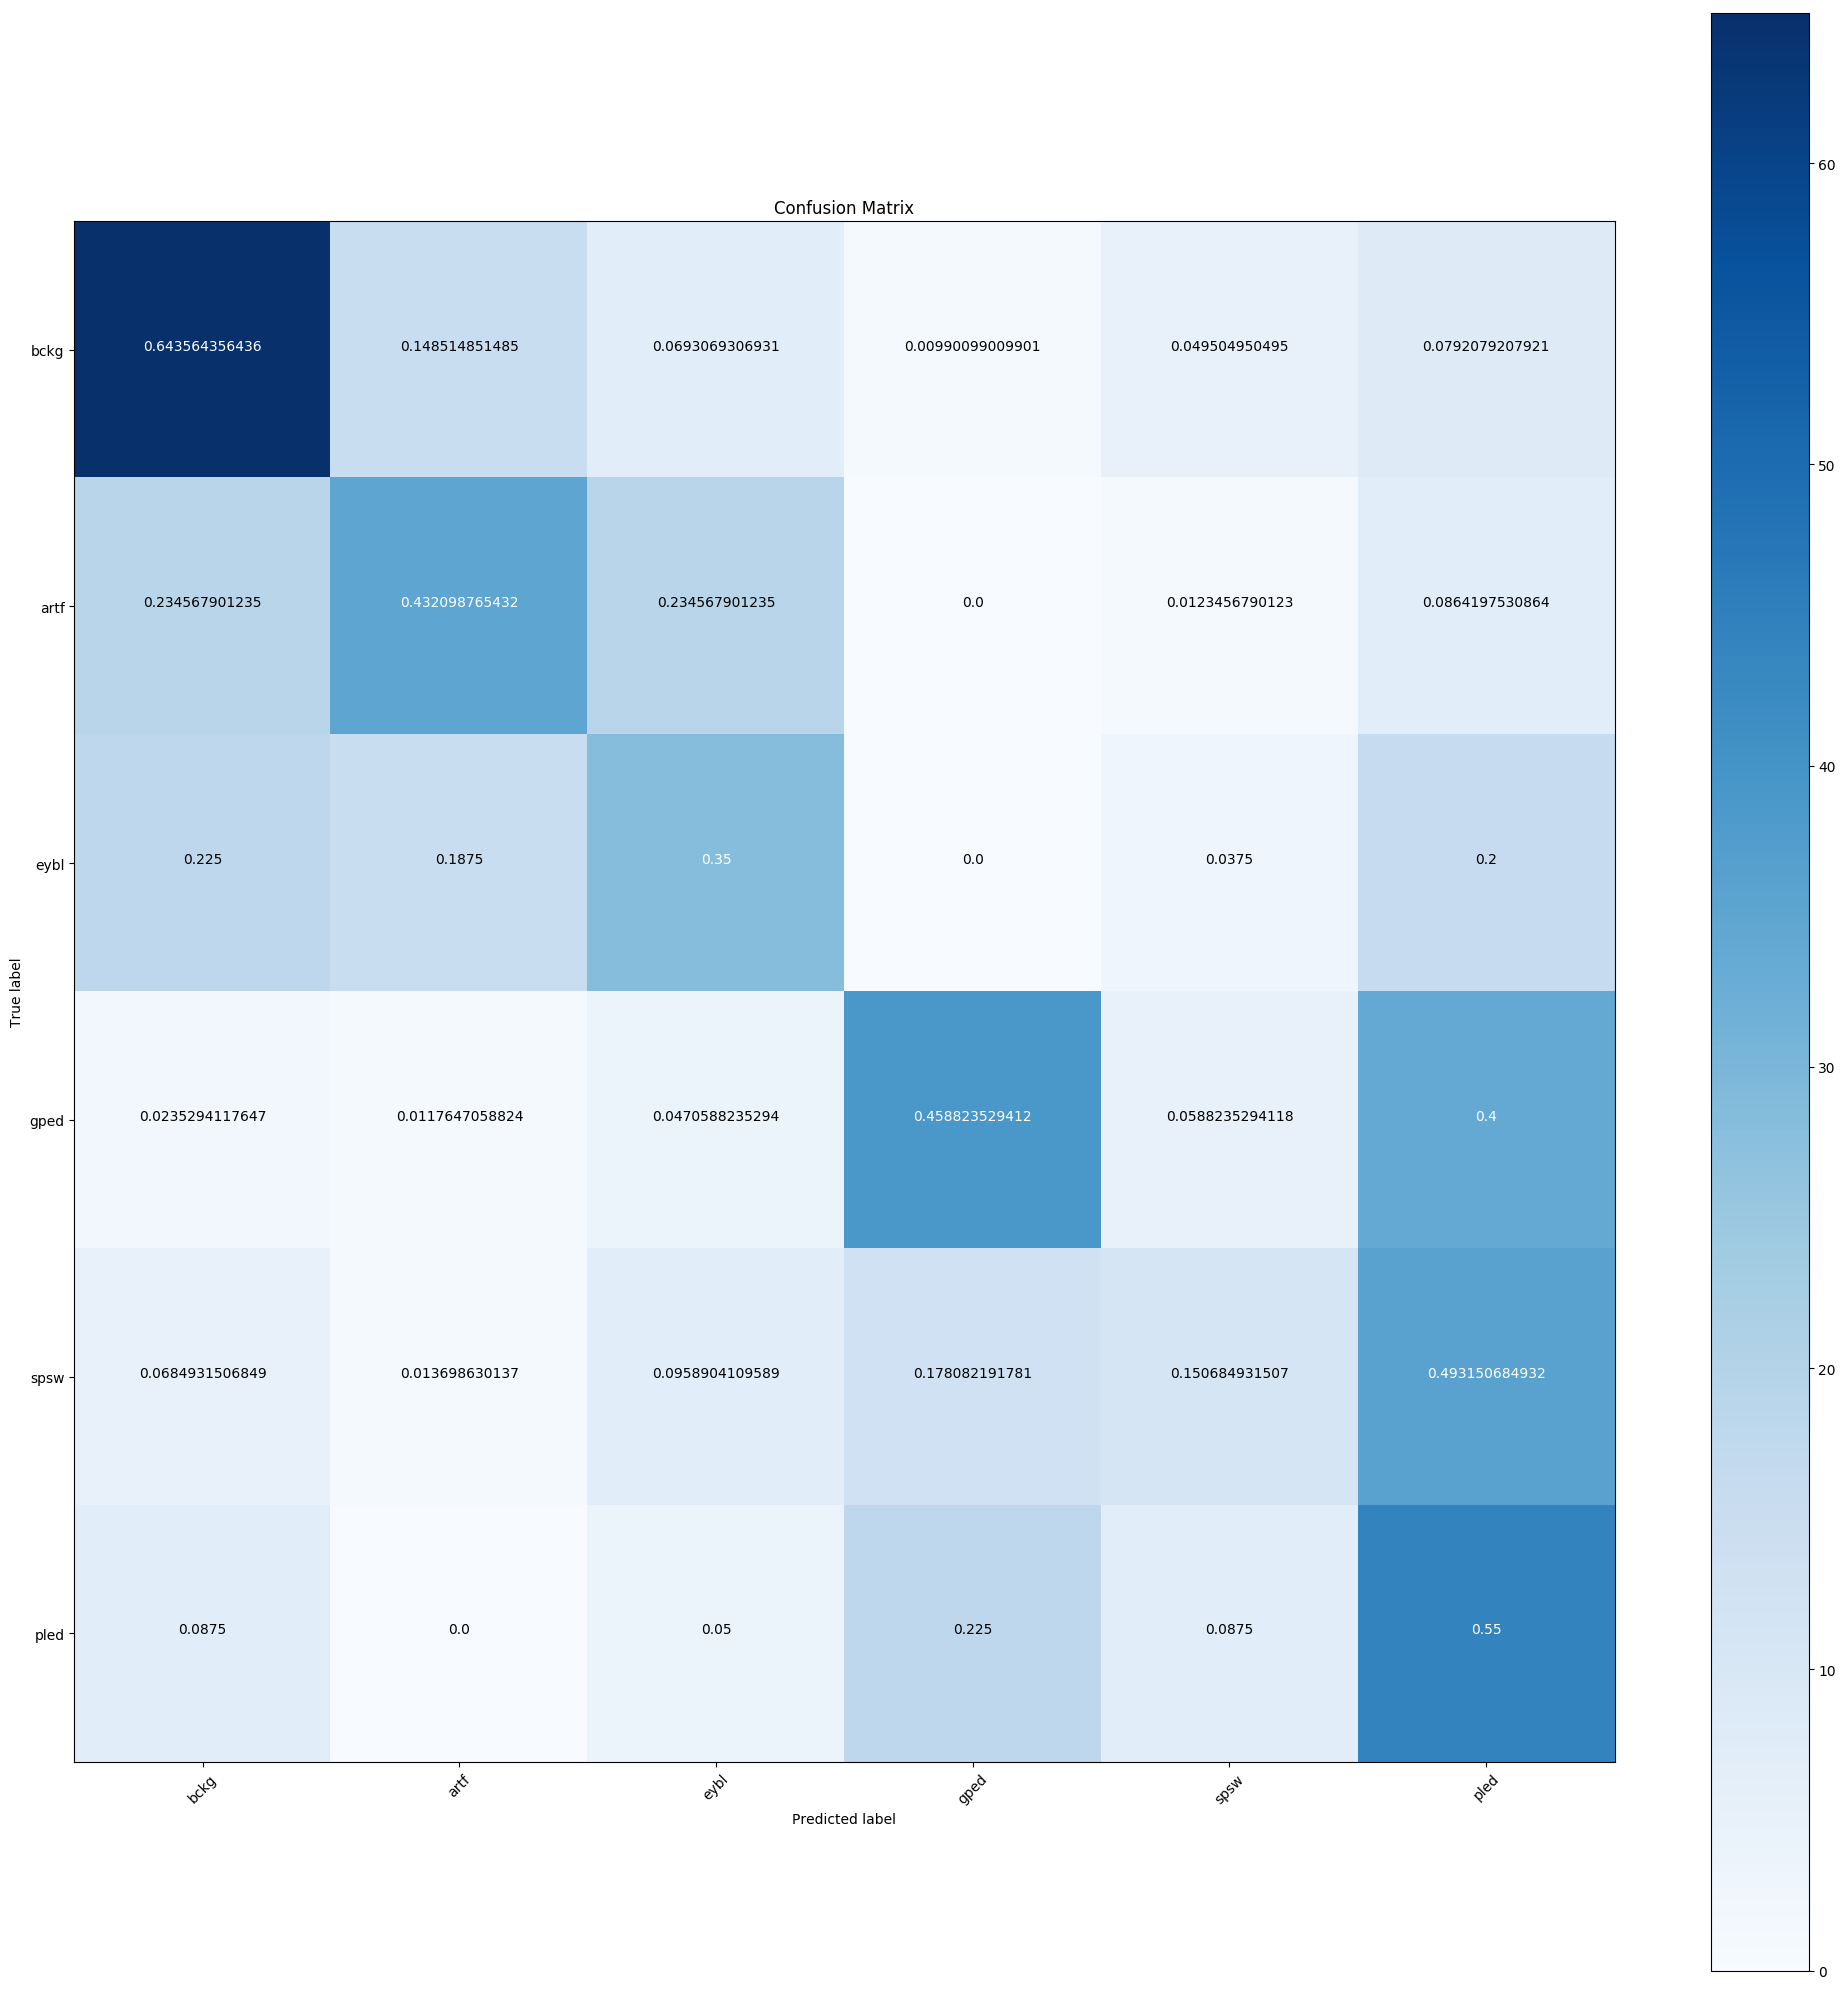 Confusion Matrix
bckg 0.643564356436 0.148514851485 0.0693069306931 0.00990099009901 0.049504950495 0.0792079207921
artf 0.234567901235 0.432098765432 0.234567901235 0.0 0.0123456790123 0.0864197530864
eybl 0.225 0.1875 0.35 0.0 0.0375 0.2
gped 0.0235294117647 0.0117647058824 0.0470588235294 0.458823529412 0.0588235294118 0.4
spsw 0.0684931506849 0.013698630137 0.0958904109589 0.178082191781 0.150684931507 0.493150684932
pled 0.0875 0.0 0.05 0.225 0.0875 0.55
bckg artf eybl gped spsw pled
Predicted label
True label
60
50
40
30
20
10
0